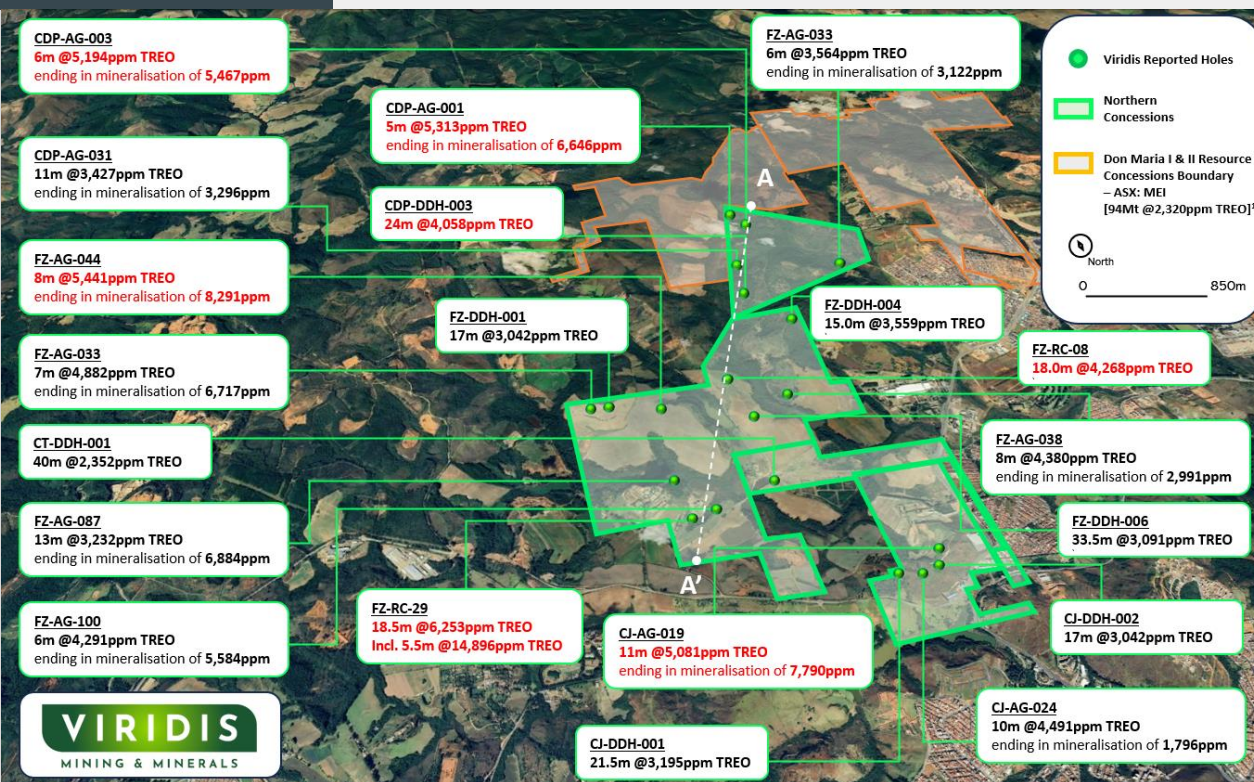 CDP-AG-003
6m @5,194ppm TREO
ending in mineralisation of 5,467ppm
FZ-AG-033
6m @3,564ppm TREO
ending in mineralisation of 3,122ppm
Viridis Reported Holes
Northern
Concessions
Don Maria I & II Resource
Concessions Boundary
– ASX: MEI
[94Mt @2,320ppm TREO]¹
North
0 850m
CDP-AG-001
5m @5,313ppm TREO
ending in mineralisation of 6,646ppm
CDP-AG-031
11m @3,427ppm TREO
ending in mineralisation of 3,296ppm
A
CDP-DDH-003
24m @4,058ppm TREO
FZ-AG-044
8m @5,441ppm TREO
ending in mineralisation of 8,291ppm
FZ-DDH-001
17m @3,042ppm TREO
FZ-DDH-004
15.0m @3,559ppm TREO
FZ-RC-08
18.0m @4,268ppm TREO
FZ-AG-033
7m @4,882ppm TREO
ending in mineralisation of 6,717ppm
CT-DDH-001
40m @2,352ppm TREO
FZ-AG-038
8m @4,380ppm TREO
ending in mineralisation of 2,991ppm
FZ-AG-087
13m @3,232ppm TREO
ending in mineralisation of 6,884ppm
FZ-DDH-006
33.5m @3,091ppm TREO
A'
FZ-AG-100
6m @4,291ppm TREO
ending in mineralisation of 5,584ppm
FZ-RC-29
18.5m @6,253ppm TREO
Incl. 5.5m @14,896ppm TREO
CJ-AG-019
11m @5,081ppm TREO
ending in mineralisation of 7,790ppm
CJ-DDH-002
17m @3,042ppm TREO
CJ-AG-024
10m @4,491ppm TREO
ending in mineralisation of 1,796ppm
CJ-DDH-001
21.5m @3,195ppm TREO
VIRIDIS
MINING & MINERALS